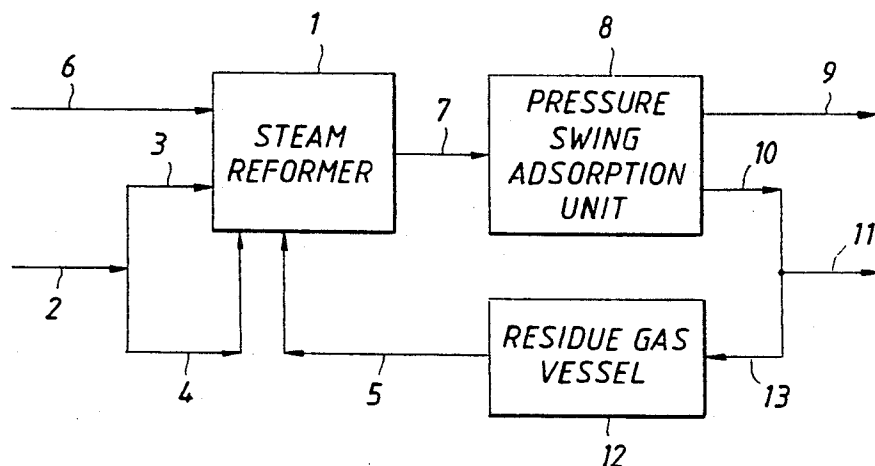 1
8
6
9
STEAM
REFORMER
7
PRESSURE
SWING
ADSORPTION
UNIT
3
10
11
2
RESIDUE GAS
VESSEL
4
5
13
12